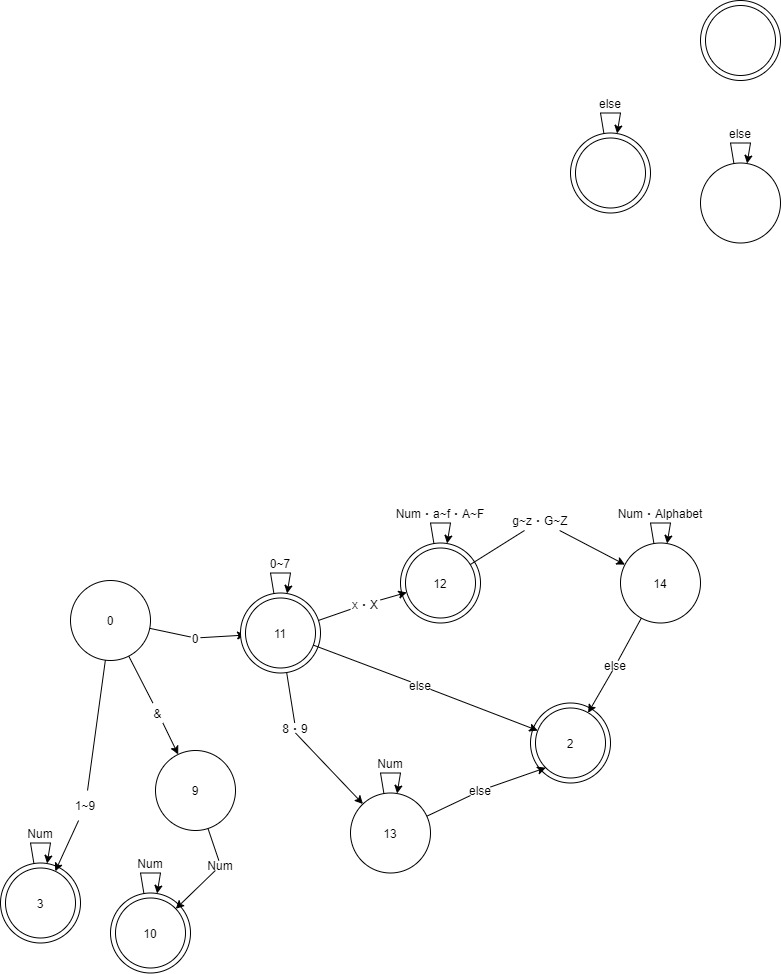 else
else
Num・a~f・A~F
g~z・G~Z
Num・Alphabet
0~7
12
14
x・X
0
11
0
else
else
&
8・9
2
Num
9
else
1~9
Num
13
Num
Num
3
10